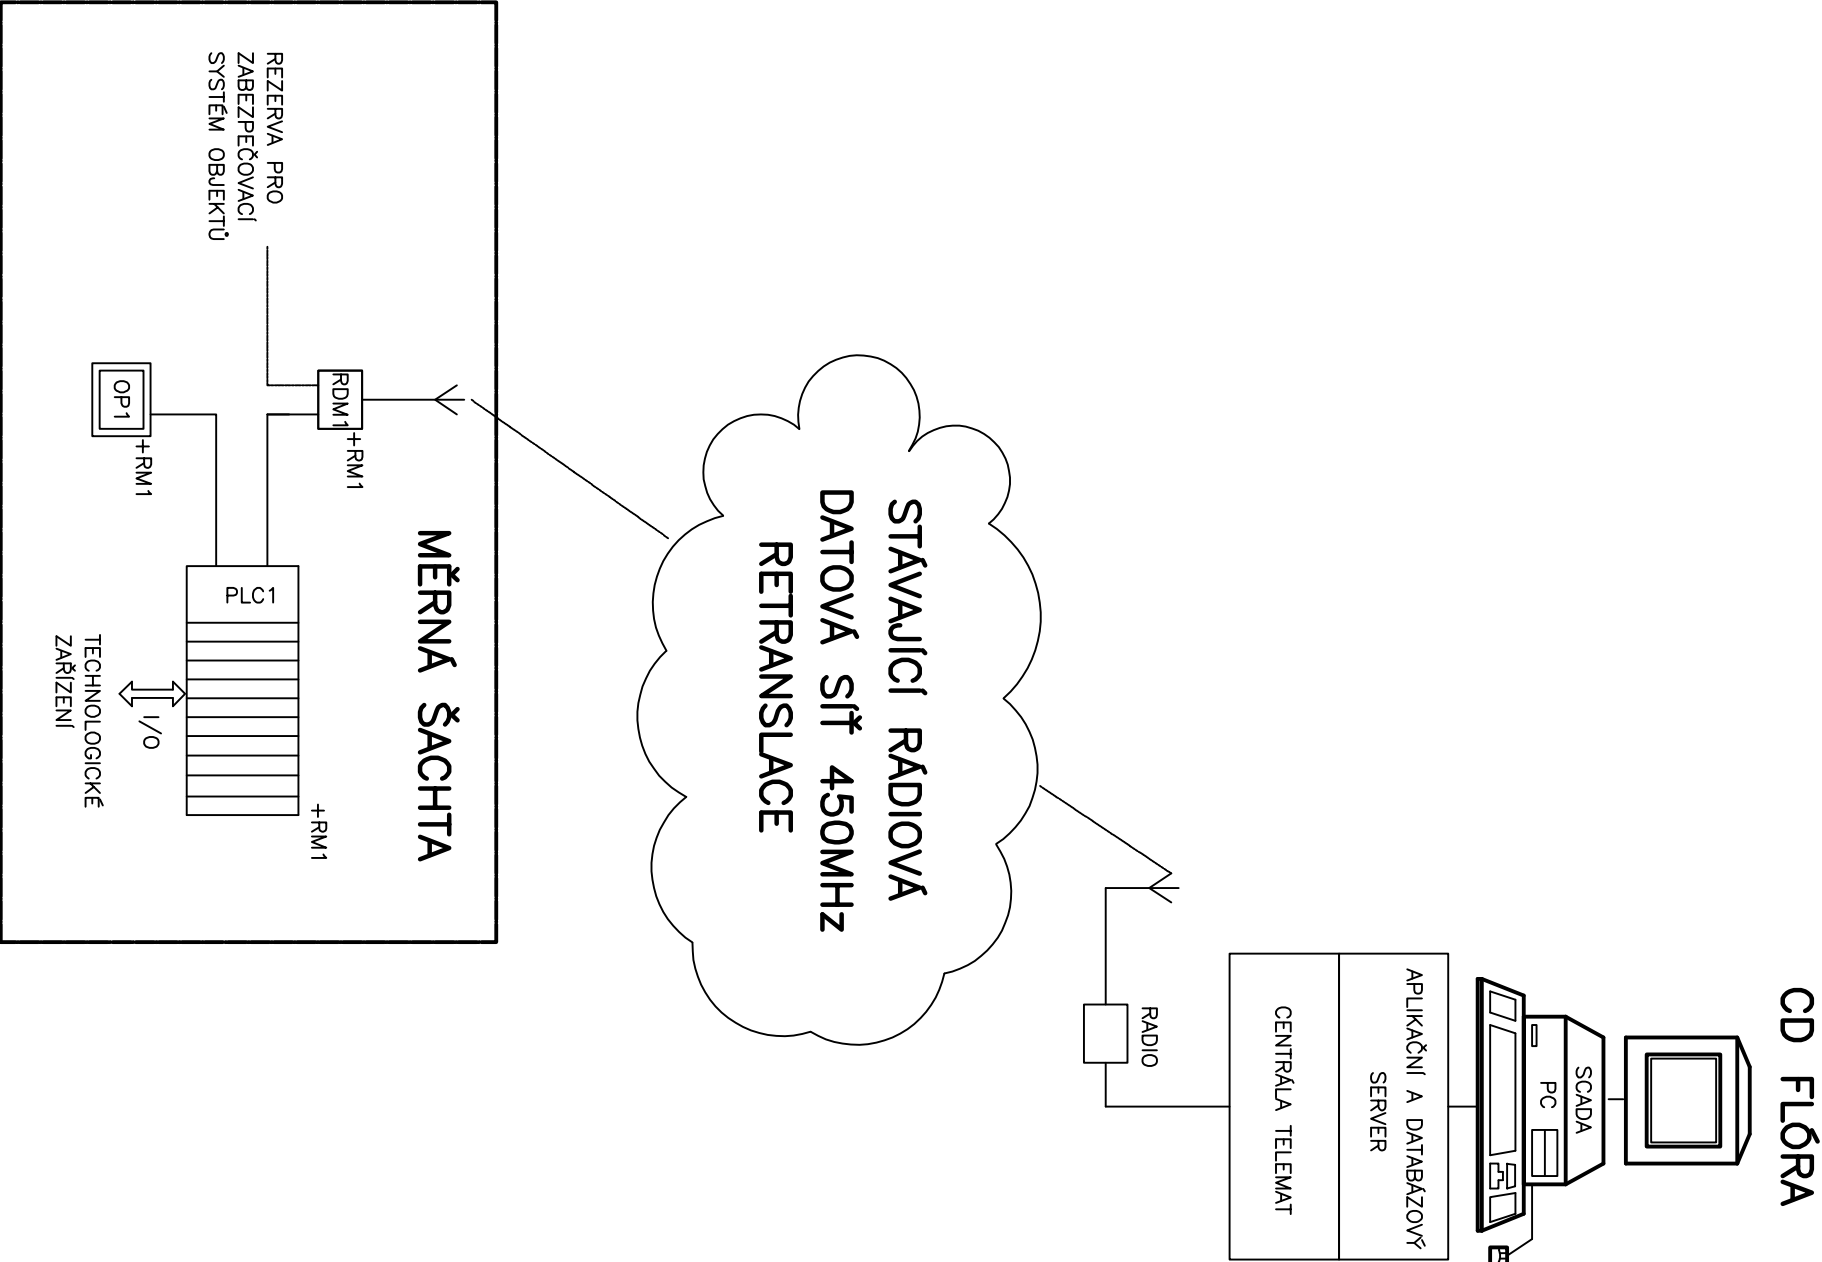 CD FLÓRA
SCADA
PC
APLIKAČNÍ A DATABÁZOVÝ
SERVER
CENTRÁLA TELEMAT
RADIO
STÁVAJÍCÍ RÁDIOVÁ
DATOVÁ SÍŤ 450MHz
RETRANSLACE
MĚRNÁ ŠACHTA
REZERVA PRO
ZABEZPEČOVACÍ
SYSTÉM OBJEKTŮ
RDM1
+RM1
OP1
+RM1
PLC1
+RM1
I/O
TECHNOLOGICKÉ
ZAŘÍZENÍ